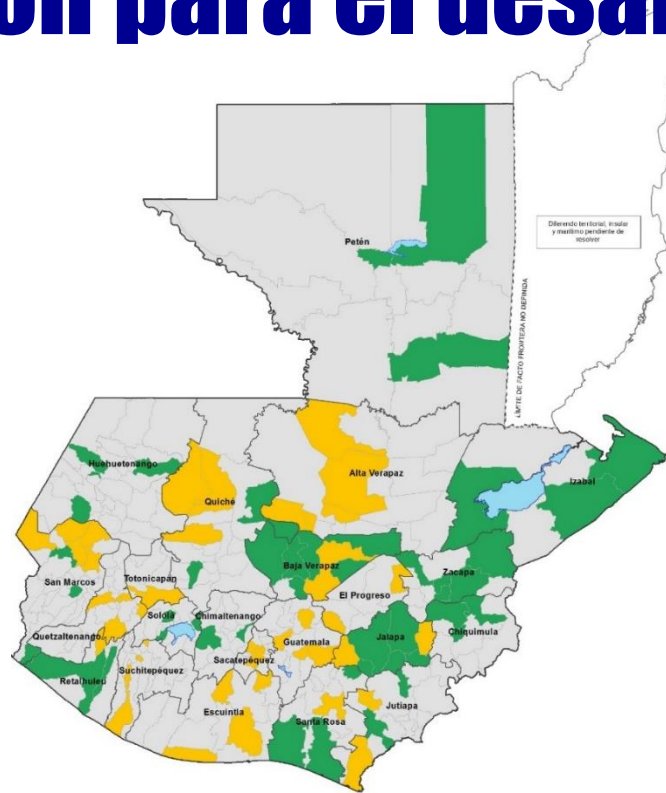 ón para el desar
Diferendo territorial, insular
y marítimo pendiente de
resolver
Petén
LÍMITE DE FACTO FRONTERA NO DEFINIDA
Huehuetenango
Quiché
Alta Verapaz
Izabal
San Marcos
Totonicapán
Baja Verapaz
Zacapa
El Progreso
Sololá
Chimaltenango
Quetzaltenango
Guatemala
Jalapa
Chiquimula
Sacatepéquez
Retalhuleu
Suchitepéquez
Escuintla
Santa Rosa
Jutiapa